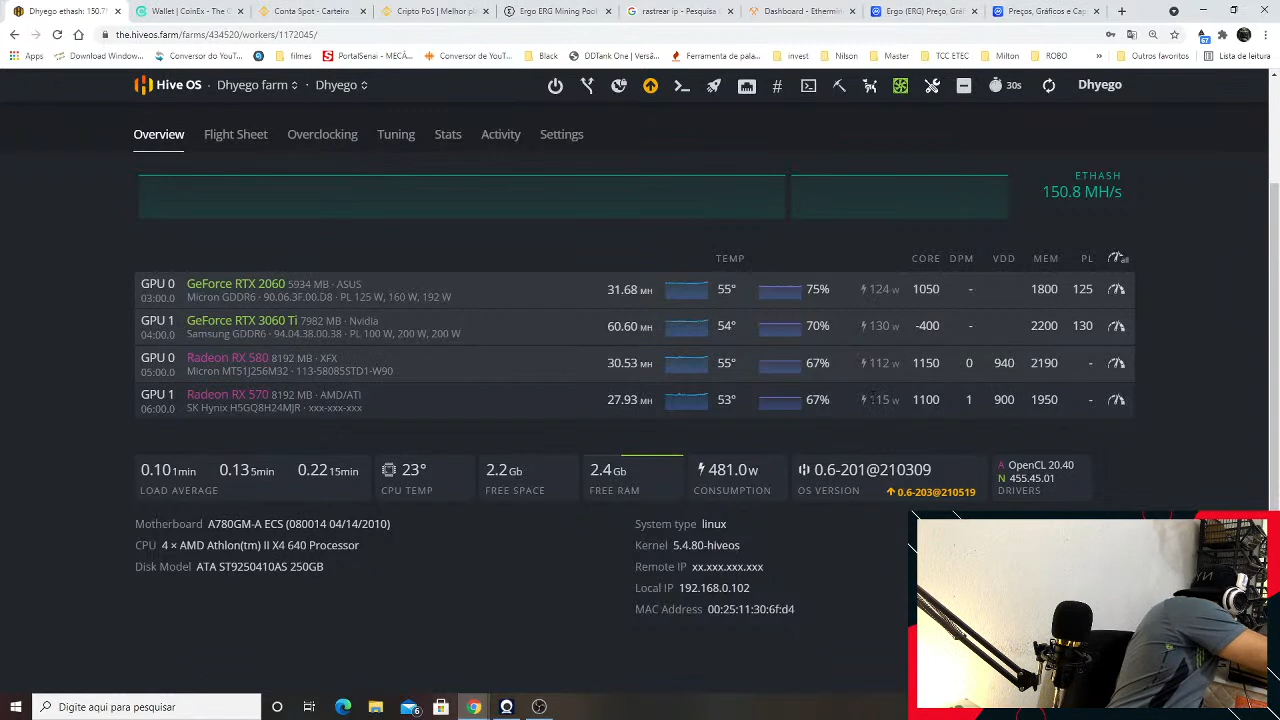 Dhyego ethash: 150.7
Wallet | CoinEx - The G
Conta Spot - Carteira
Cripto PoS | Melhor pl
Ergo ERG Mining Pool
rastrear - Pesquisa
Dashboard - Ethermin
Ergo (ERG) Preço, Grá
Preços, Gráficos e Cap
the.hiveos.farm/farms/434520/workers/1172045/
Apps
Download Window...
Conversor do YouTu...
filmes
PortalSenai - MECÂ...
Conversor do YouTu...
Black
DDTank One | Versã...
Ferramenta de pala...
invest
Nilson
Master
TCC ETEC
Milton
ROBO
Outros favoritos
Lista de leitura
Hive OS
Dhyego farm
Dhyego
30s
Dhyego
Overview
Flight Sheet
Overclocking
Tuning
Stats
Activity
Settings
ETHASH
150.8 MH/s
TEMP CORE DPM VDD MEM PL
GPU 0 GeForce RTX 2060 5934 MB · ASUS 31.68 MH 55° 75% 124 W 1050 - 1800 125
03:00.0 Micron GDDR6 · 90.06.3F.00.D8 · PL 125 W, 160 W, 192 W
GPU 1 GeForce RTX 3060 Ti 7982 MB · Nvidia 60.60 MH 54° 70% 130 W -400 2200 130
04:00.0 Samsung GDDR6 · 94.04.38.00.38 · PL 100 W, 200 W, 200 W
GPU 0 Radeon RX 580 8192 MB · XFX 30.53 MH 55° 67% 112 W 1150 0 940 2190 -
05:00.0 Micron MT51J256M32 · 113-58085STD1-W90
GPU 1 Radeon RX 570 8192 MB · AMD/ATI 27.93 MH 53° 67% 115 W 1100 1 900 1950 -
06:00.0 SK Hynix H5GQ8H24MJR · xxx-xxx-xxx
0.10 1min 0.13 5min 0.22 15min
LOAD AVERAGE
23°
CPU TEMP
2.2 Gb
FREE SPACE
2.4 Gb
FREE RAM
481.0 W
CONSUMPTION
0.6-201@210309
OS VERSION
0.6-203@210519
A OpenCL 20.40
N 455.45.01
DRIVERS
Motherboard A780GM-A ECS (080014 04/14/2010)
CPU 4 × AMD Athlon(tm) II X4 640 Processor
Disk Model ATA ST9250410AS 250GB
System type linux
Kernel 5.4.80-hiveos
Remote IP xx.xxx.xxx.xxx
Local IP 192.168.0.102
MAC Address 00:25:11:30:6f:d4
Digite aqui para pesquisar